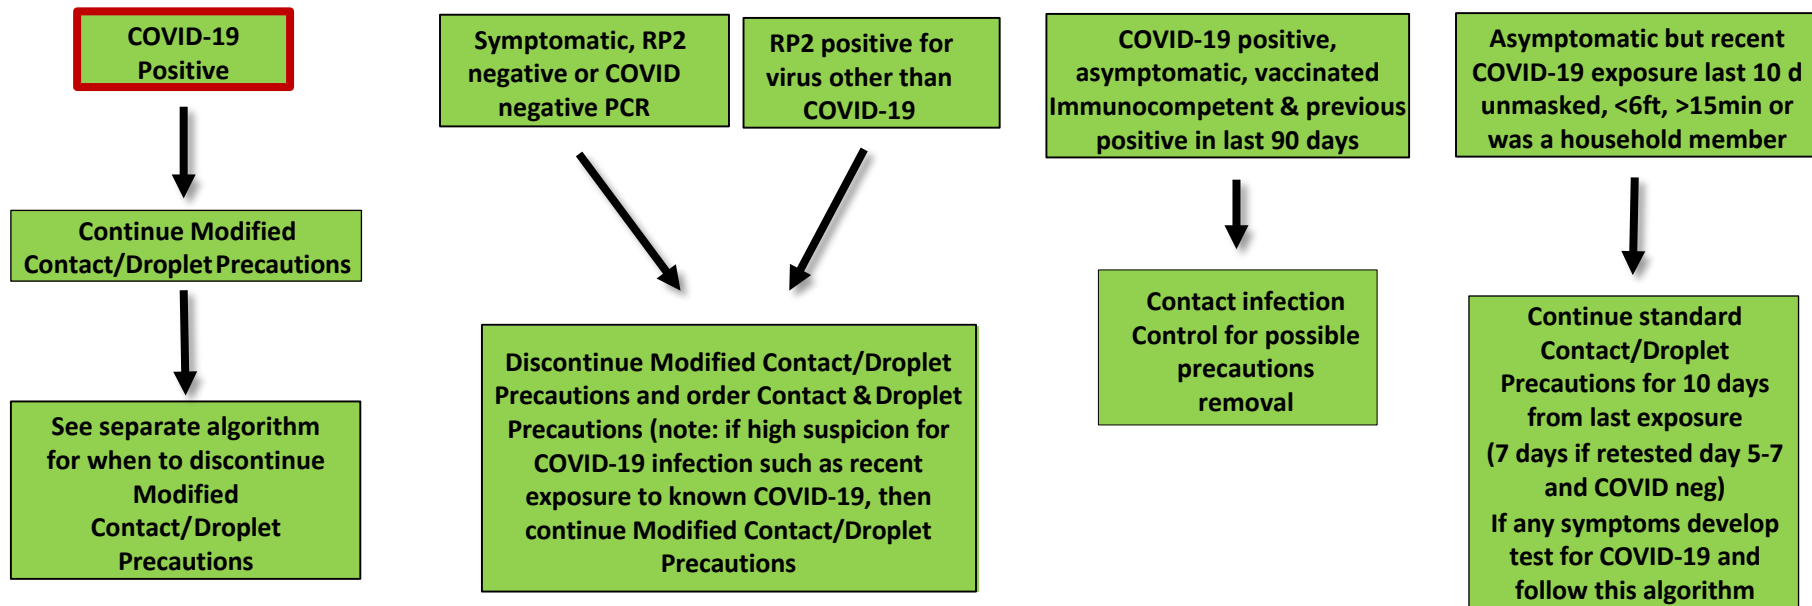 COVID-19
Positive
Continue Modified
Contact/Droplet Precautions
See separate algorithm
for when to discontinue
Modified
Contact/Droplet
Precautions
Symptomatic, RP2
negative or COVID
negative PCR
RP2 positive for
virus other than
COVID-19
Discontinue Modified Contact/Droplet
Precautions and order Contact & Droplet
Precautions (note: if high suspicion for
COVID-19 infection such as recent
exposure to known COVID-19, then
continue Modified Contact/Droplet
Precautions
COVID-19 positive,
asymptomatic, vaccinated
Immunocompetent & previous
positive in last 90 days
Contact infection
Control for possible
precautions
removal
Asymptomatic but recent
COVID-19 exposure last 10 d
unmasked, <6ft, >15min or
was a household member
Continue standard
Contact/Droplet
Precautions for 10 days
from last exposure
(7 days if retested day 5-7
and COVID neg)
If any symptoms develop
test for COVID-19 and
follow this algorithm